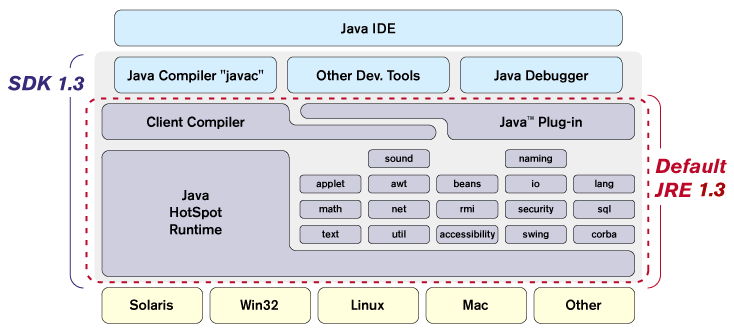 Java IDE
SDK 1.3
Java Compiler "javac"
Other Dev. Tools
Java Debugger
Client Compiler
Java™ Plug-in
Default
JRE 1.3
Java
HotSpot
Runtime
sound
naming
applet
awt
beans
io
lang
math
net
rmi
security
sql
text
util
accessibility
swing
corba
Solaris
Win32
Linux
Mac
Other